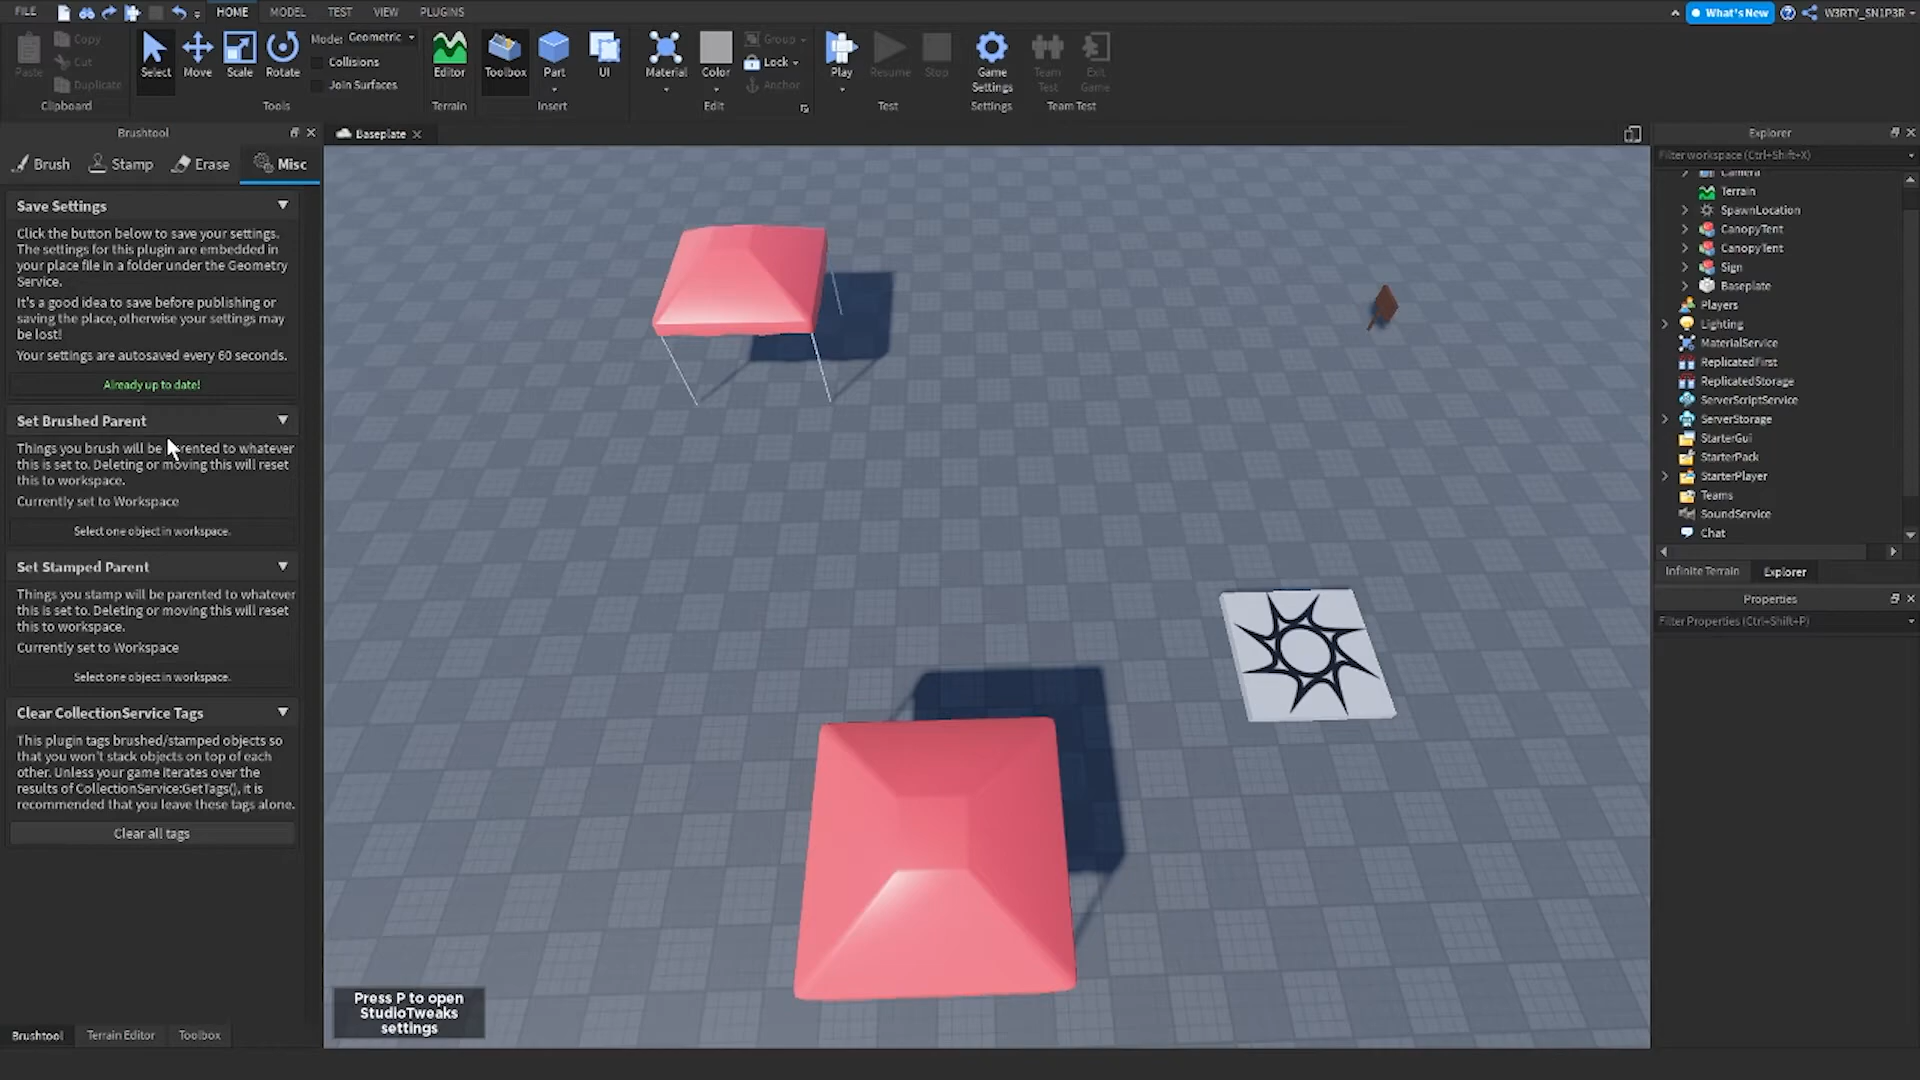 FILE HOME MODEL TEST VIEW PLUGINS What's New W3RTY_SN1P3R
Paste Copy Cut Duplicate Clipboard
Select Move Scale Rotate Mode: Geometric Collisions Join Surfaces Tools
Editor Terrain
Toolbox Part UI Insert
Material Color Group Lock Anchor Edit
Play Resume Stop Test
Game Settings Settings
Team Test Exit Game Team Test
Brushtool
Brush Stamp Erase Misc
Save Settings
Click the button below to save your settings.
The settings for this plugin are embedded in
your place file in a folder under the Geometry
Service.
It's a good idea to save before publishing or
saving the place, otherwise your settings may
be lost!
Your settings are autosaved every 60 seconds.
Already up to date!
Set Brushed Parent
Things you brush will be parented to whatever
this is set to. Deleting or moving this will reset
this to workspace.
Currently set to Workspace
Select one object in workspace.
Set Stamped Parent
Things you stamp will be parented to whatever
this is set to. Deleting or moving this will reset
this to workspace.
Currently set to Workspace
Select one object in workspace.
Clear CollectionService Tags
This plugin tags brushed/stamped objects so
that you won't stack objects on top of each
other. Unless your game iterates over the
results of CollectionService:GetTags(), it is
recommended that you leave these tags alone.
Clear all tags
Brushtool Terrain Editor Toolbox
Baseplate
Press P to open
StudioTweaks
settings
Explorer
Filter workspace (Ctrl+Shift+X)
Camera
Terrain
SpawnLocation
CanopyTent
CanopyTent
Sign
Baseplate
Players
Lighting
MaterialService
ReplicatedFirst
ReplicatedStorage
ServerScriptService
ServerStorage
StarterGui
StarterPack
StarterPlayer
Teams
SoundService
Chat
Infinite Terrain Explorer
Properties
Filter Properties (Ctrl+Shift+P)